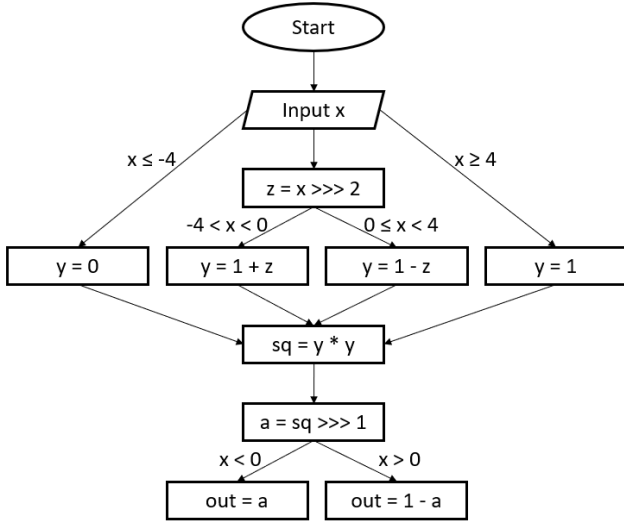 Start
Input x
x ≤ -4
x ≥ 4
z = x >>> 2
-4 < x < 0
0 ≤ x < 4
y = 0
y = 1 + z
y = 1 - z
y = 1
sq = y * y
a = sq >>> 1
x < 0
x > 0
out = a
out = 1 - a